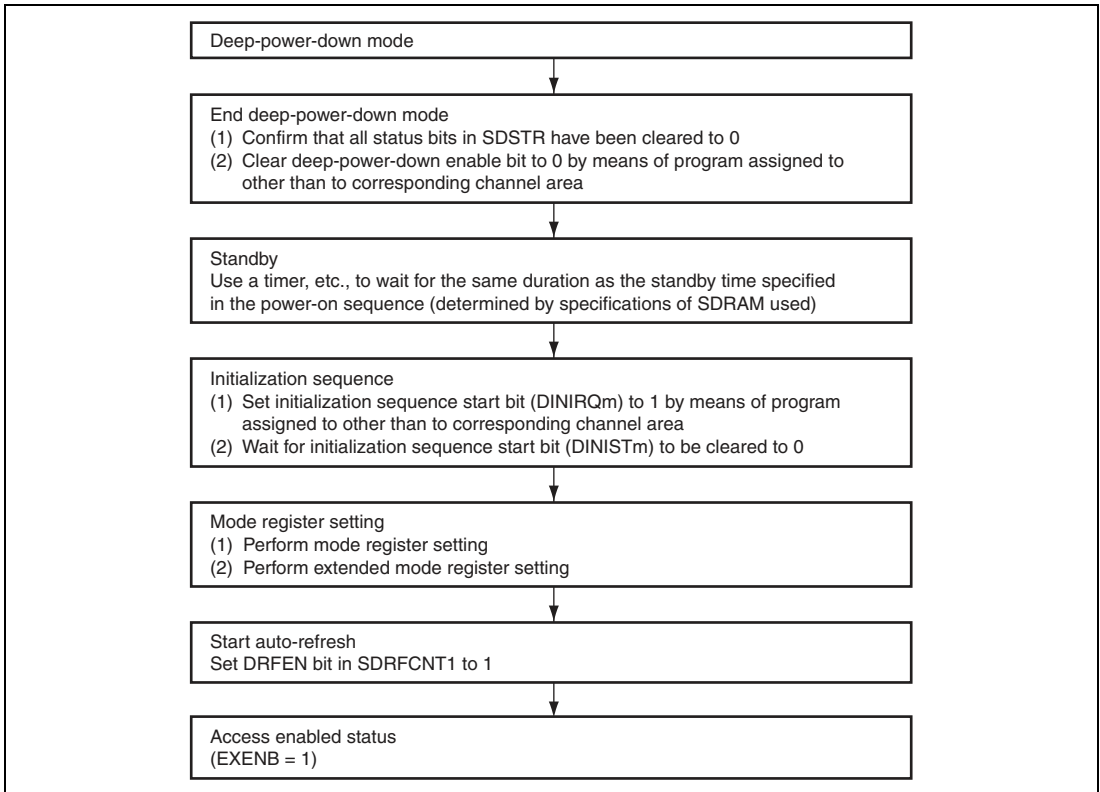 Deep-power-down mode
End deep-power-down mode
(1) Confirm that all status bits in SDSTR have been cleared to 0
(2) Clear deep-power-down enable bit to 0 by means of program assigned to
other than to corresponding channel area
Standby
Use a timer, etc., to wait for the same duration as the standby time specified
in the power-on sequence (determined by specifications of SDRAM used)
Initialization sequence
(1) Set initialization sequence start bit (DINIRQm) to 1 by means of program
assigned to other than to corresponding channel area
(2) Wait for initialization sequence start bit (DINISTm) to be cleared to 0
Mode register setting
(1) Perform mode register setting
(2) Perform extended mode register setting
Start auto-refresh
Set DRFEN bit in SDRFCNT1 to 1
Access enabled status
(EXENB = 1)